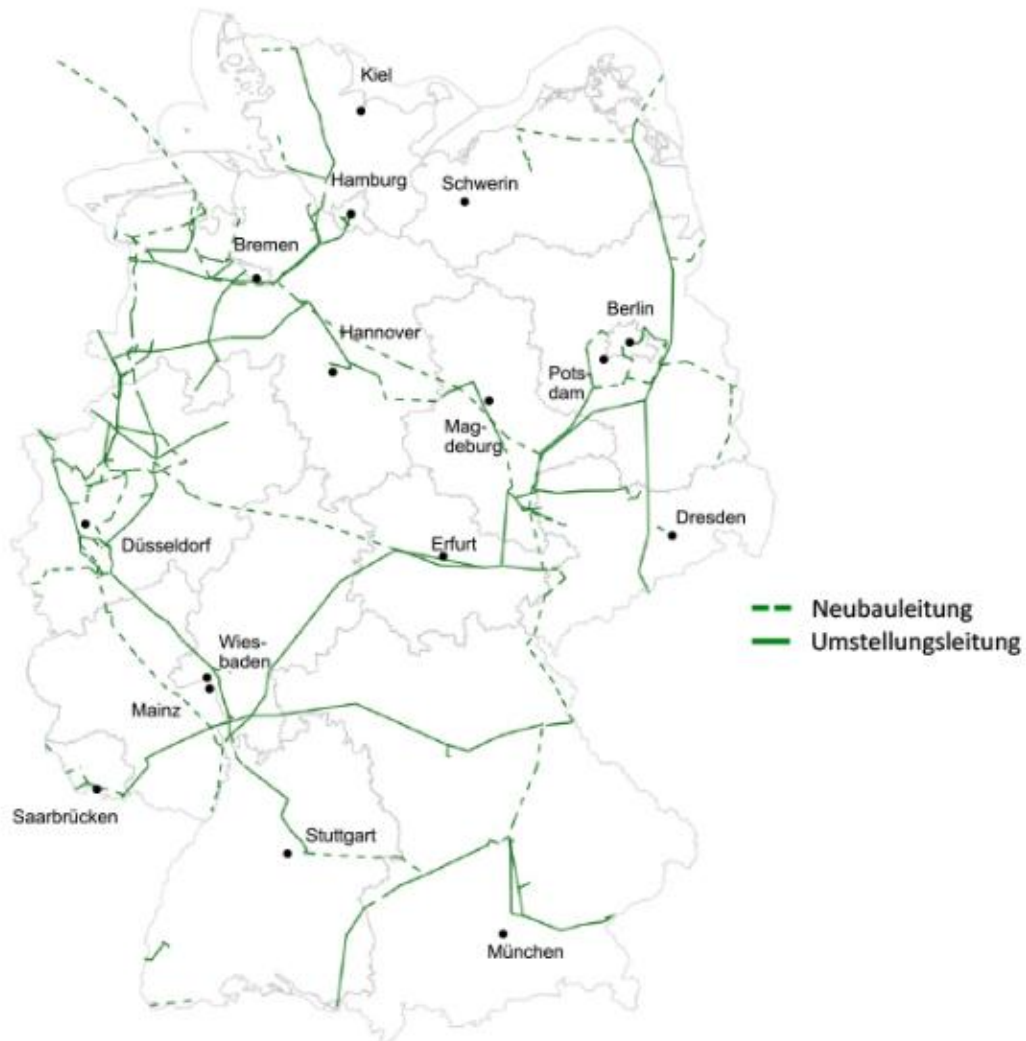 Kiel
Hamburg
Schwerin
Bremen
Berlin
Hannover
Pots-
dam
Mag-
deburg
Dresden
Düsseldorf
Erfurt
Neubauleitung
Umstellungsleitung
Wies-
baden
Mainz
Saarbrücken
Stuttgart
München